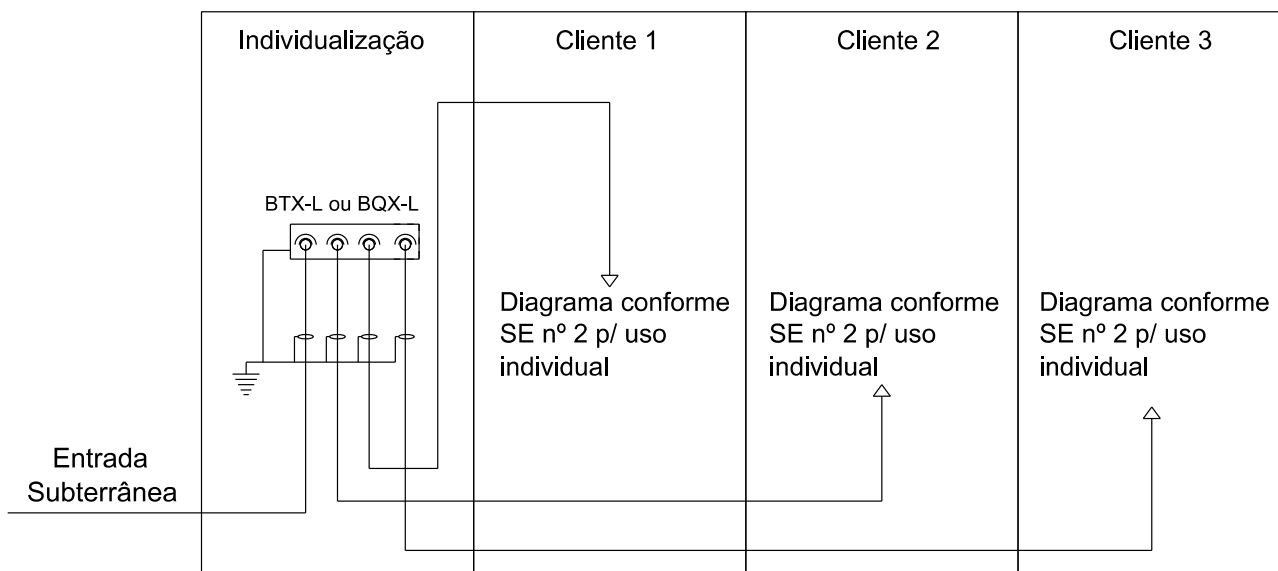 Individualização
Cliente 1
Cliente 2
Cliente 3
BTX-L ou BQX-L
Diagrama conforme
SE nº 2 p/ uso
individual
Diagrama conforme
SE nº 2 p/ uso
individual
Diagrama conforme
SE nº 2 p/ uso
individual
Entrada
Subterrânea